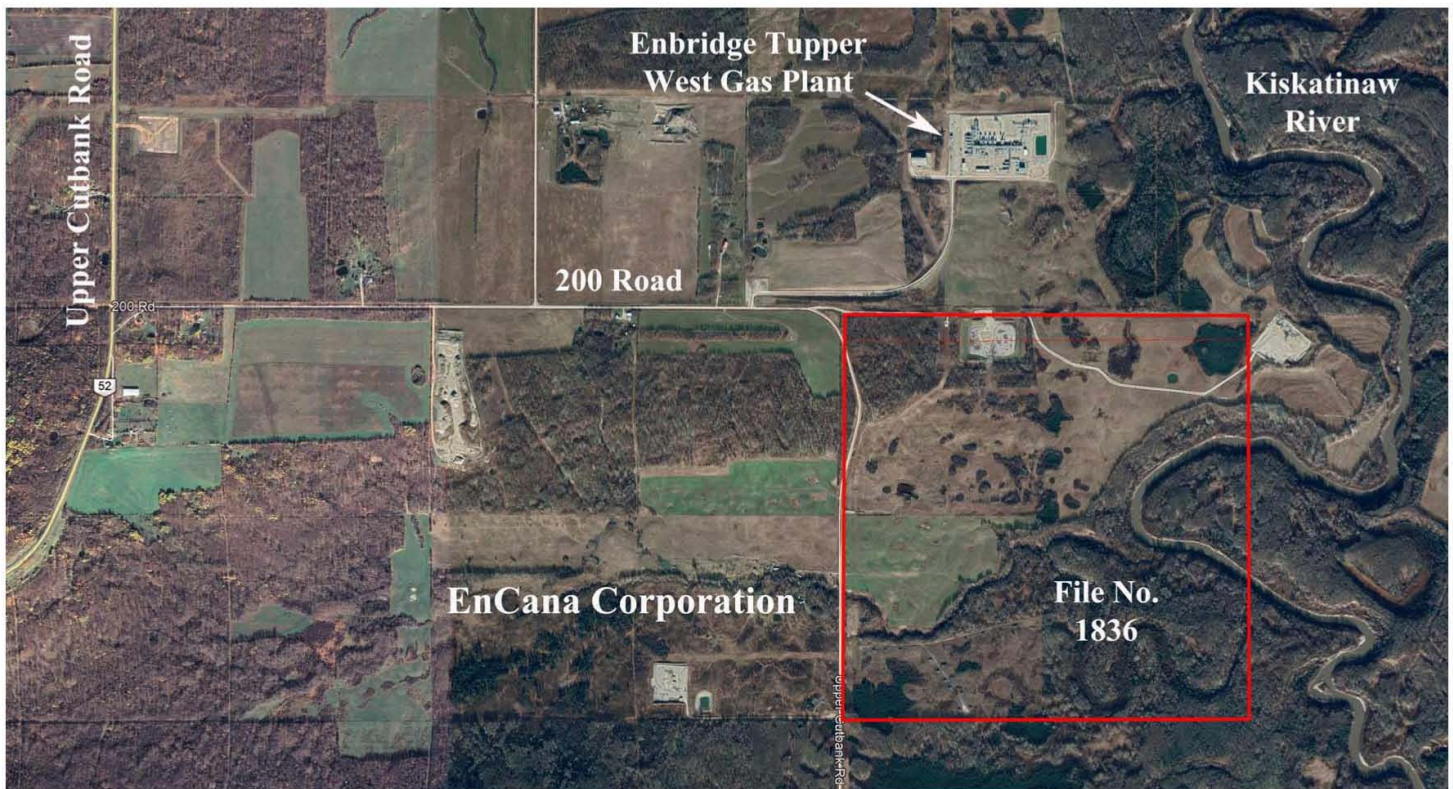 Enbridge Tupper
West Gas Plant
Kiskatinaw
River
Upper Cutbank Road
200 Road
200 Rd
52
EnCana Corporation
File No.
1836
Upper Cutbank Rd